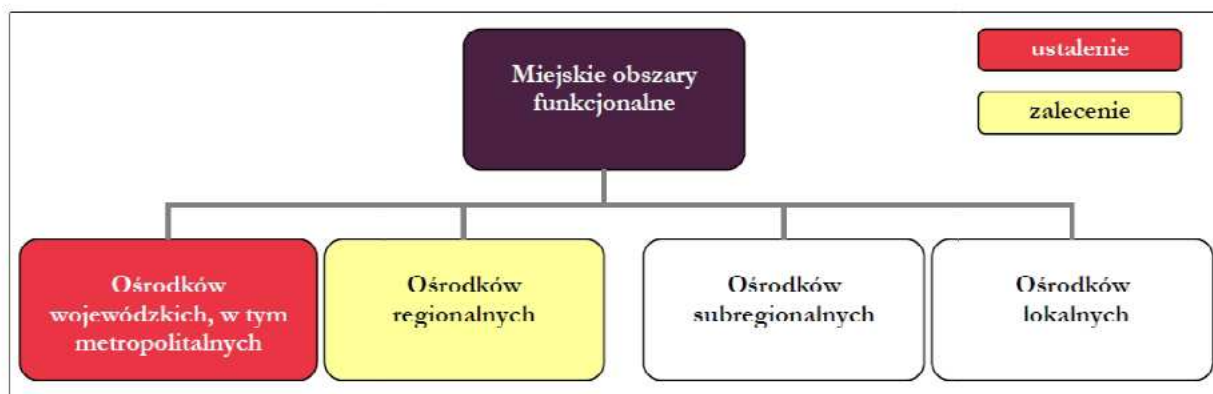 Miejskie obszary
funkcjonalne
ustalenie
zalecenie
Ośrodków
wojewódzkich, w tym
metropolitalnych
Ośrodków
regionalnych
Ośrodków
subregionalnych
Ośrodków
lokalnych